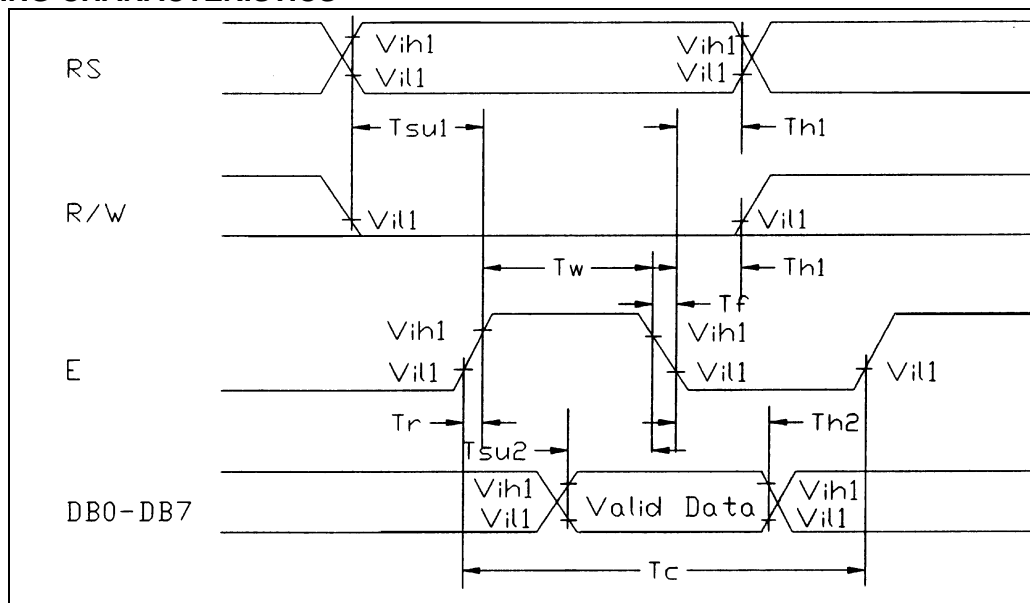 RS
Vih1
Vil1
Vih1
Vil1
Tsu1
Th1
R/W
Vil1
Vil1
Tw
Th1
Tf
E
Vih1
Vil1
Vih1
Vil1
Vil1
Tr
Tsu2
Th2
DB0-DB7
Vih1
Vil1
Valid Data
Vih1
Vil1
Tc